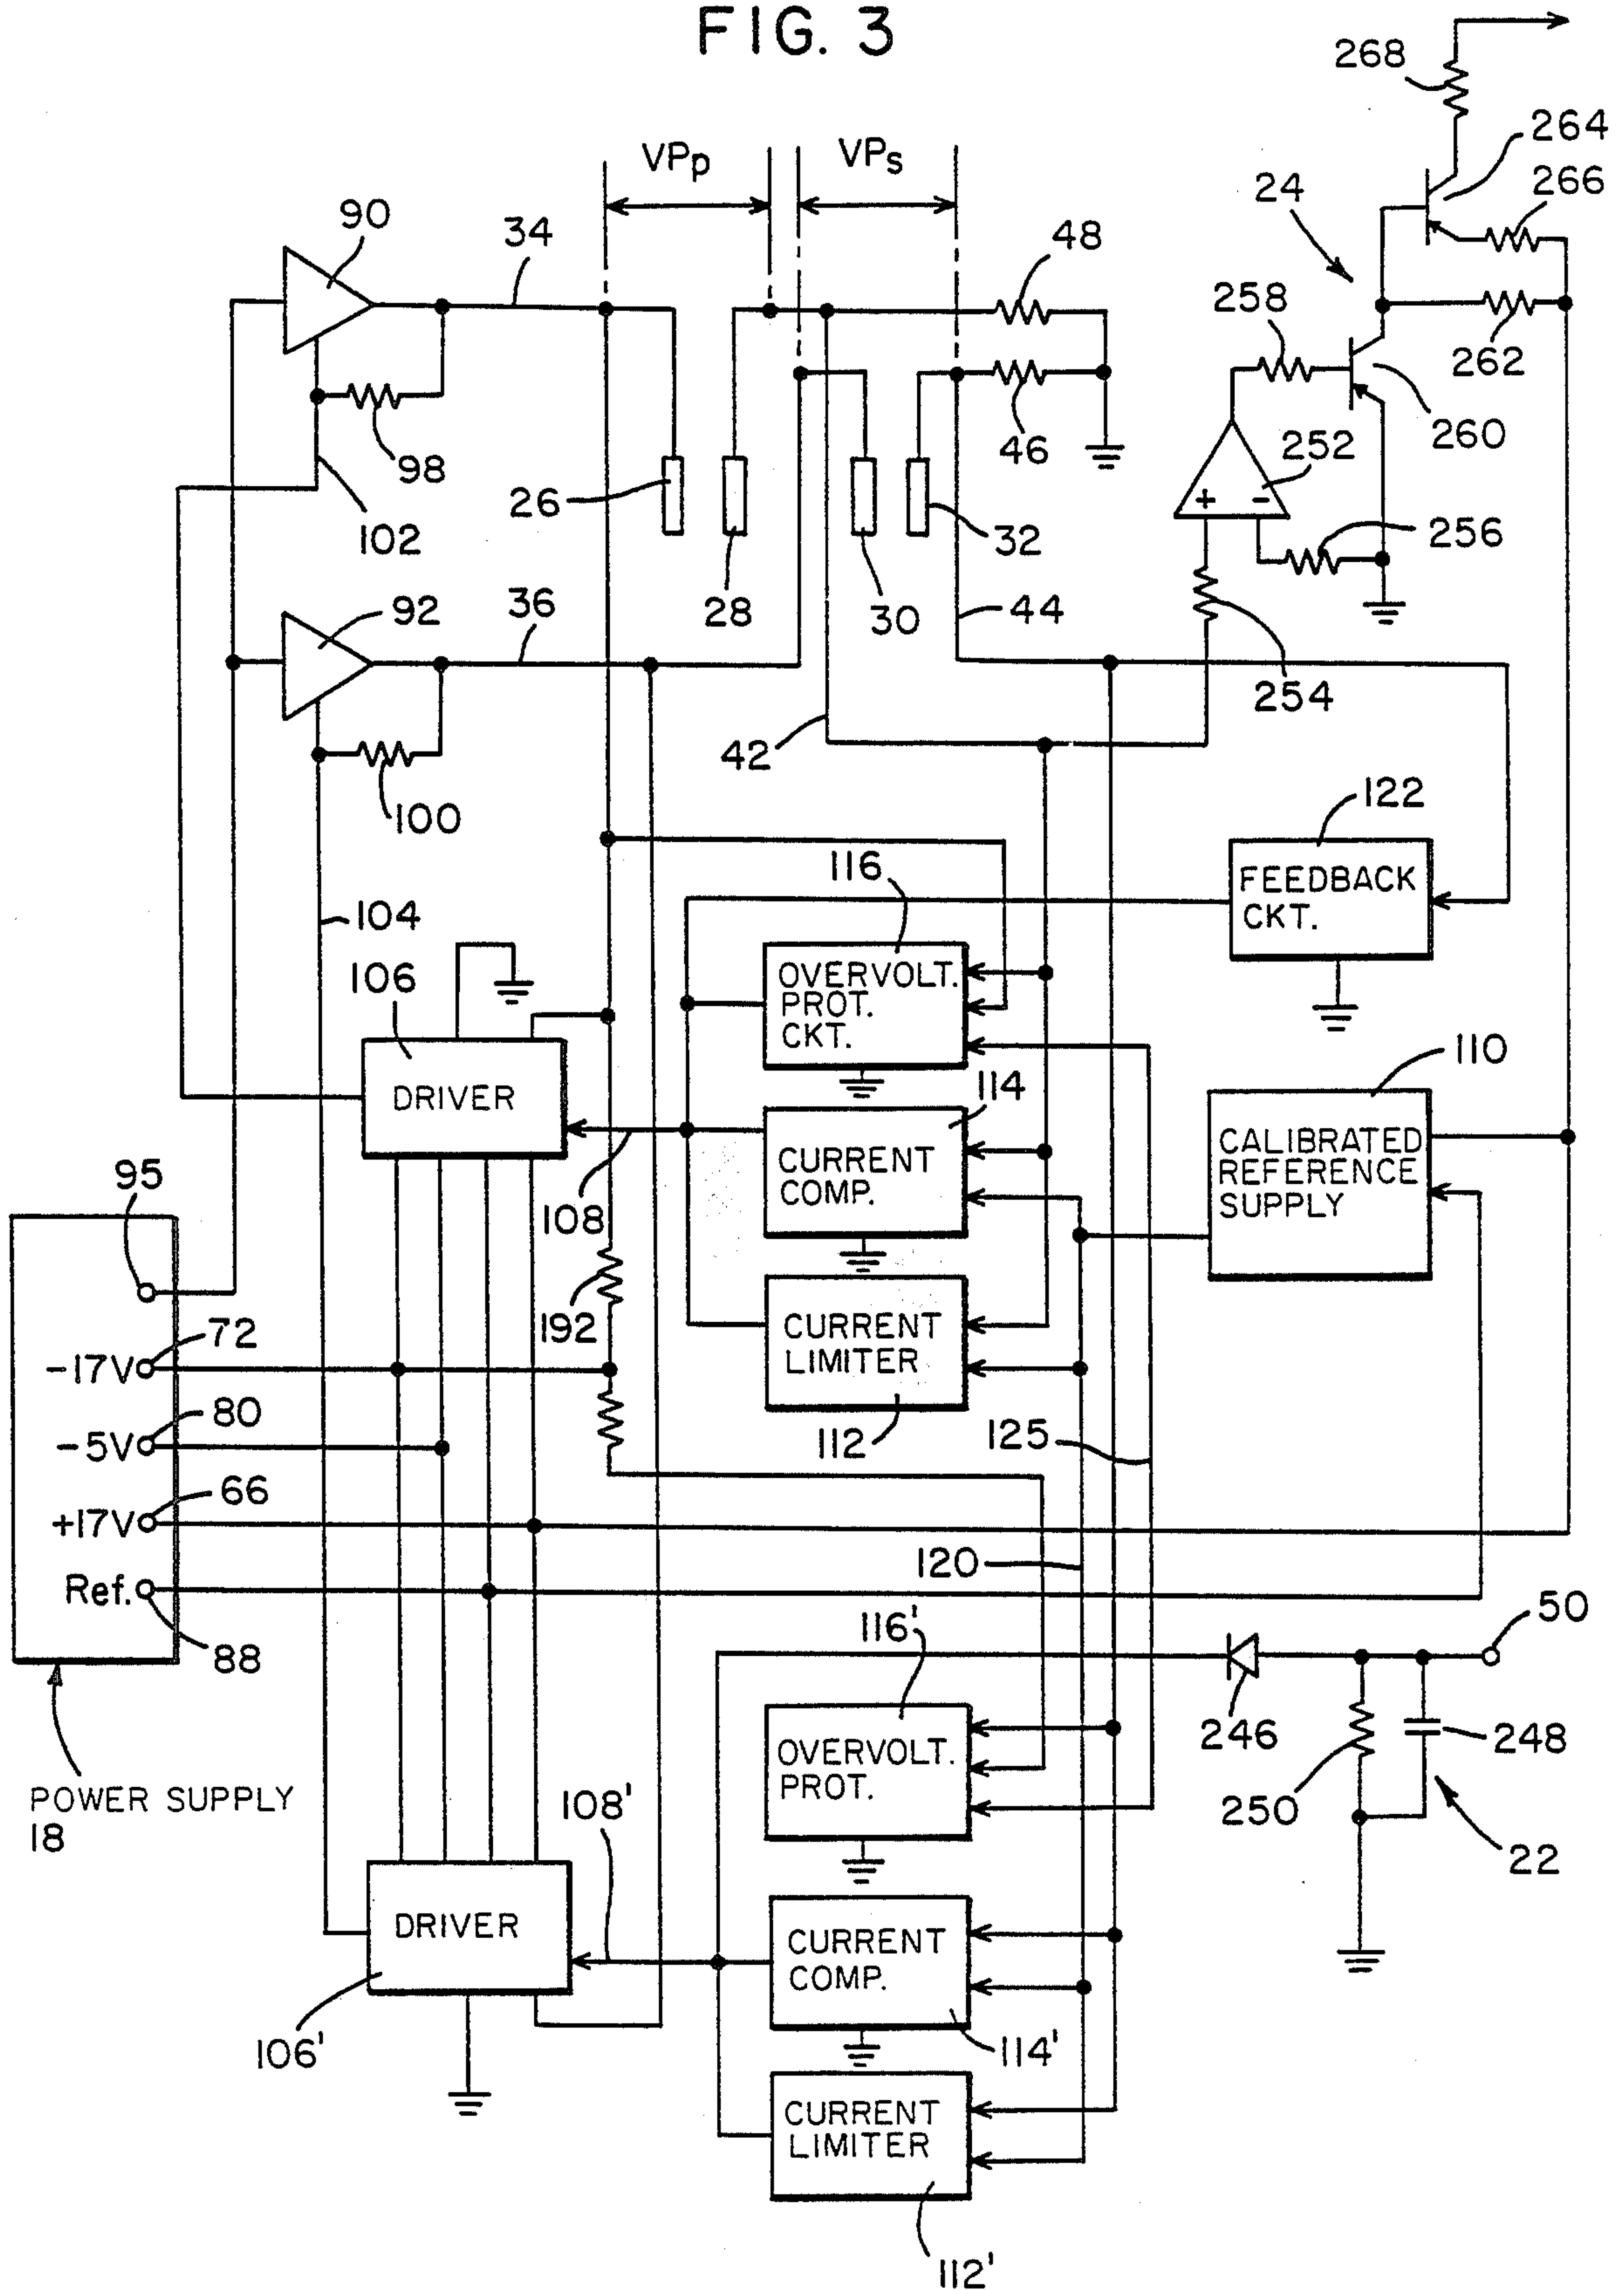 FIG. 3
268
264
266
24
VPp
VPs
90
34
48
258
262
260
252
46
98
26
32
256
102
28
30
44
92
36
254
42
100
122
FEEDBACK
CKT.
116
104
OVERVOLT.
PROT.
CKT.
106
DRIVER
110
114
CALIBRATED
REFERENCE
SUPPLY
CURRENT
COMP.
108
95
192
72
-17V
CURRENT
LIMITER
80
-5V
112
125
66
+17V
120
Ref.
88
50
116'
246
248
OVERVOLT.
PROT.
250
22
POWER SUPPLY
18
108'
DRIVER
CURRENT
COMP.
106'
114'
CURRENT
LIMITER
112'
+
-